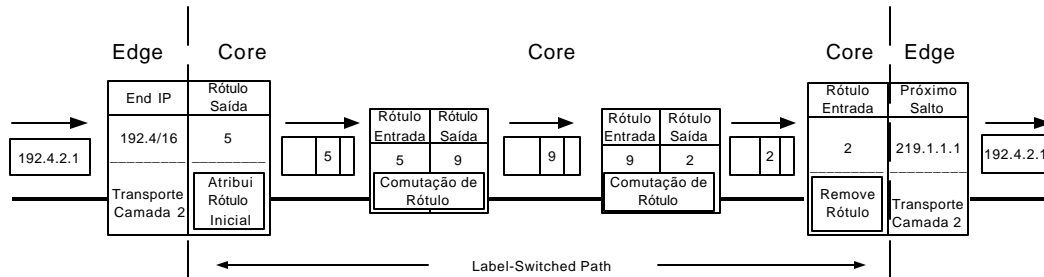 Edge
Core
Core
Core
Edge
End IP
Rótulo
Saída
192.4/16
5
Transporte
Camada 2
Atribui
Rótulo
Inicial
192.4.2.1
5
Rótulo
Entrada
Rótulo
Saída
5
9
Comutação de
Rótulo
9
Rótulo
Entrada
Rótulo
Saída
9
2
Comutação de
Rótulo
2
Rótulo
Entrada
Próximo
Salto
2
219.1.1.1
Remove
Rótulo
Transporte
Camada 2
192.4.2.1
Label-Switched Path